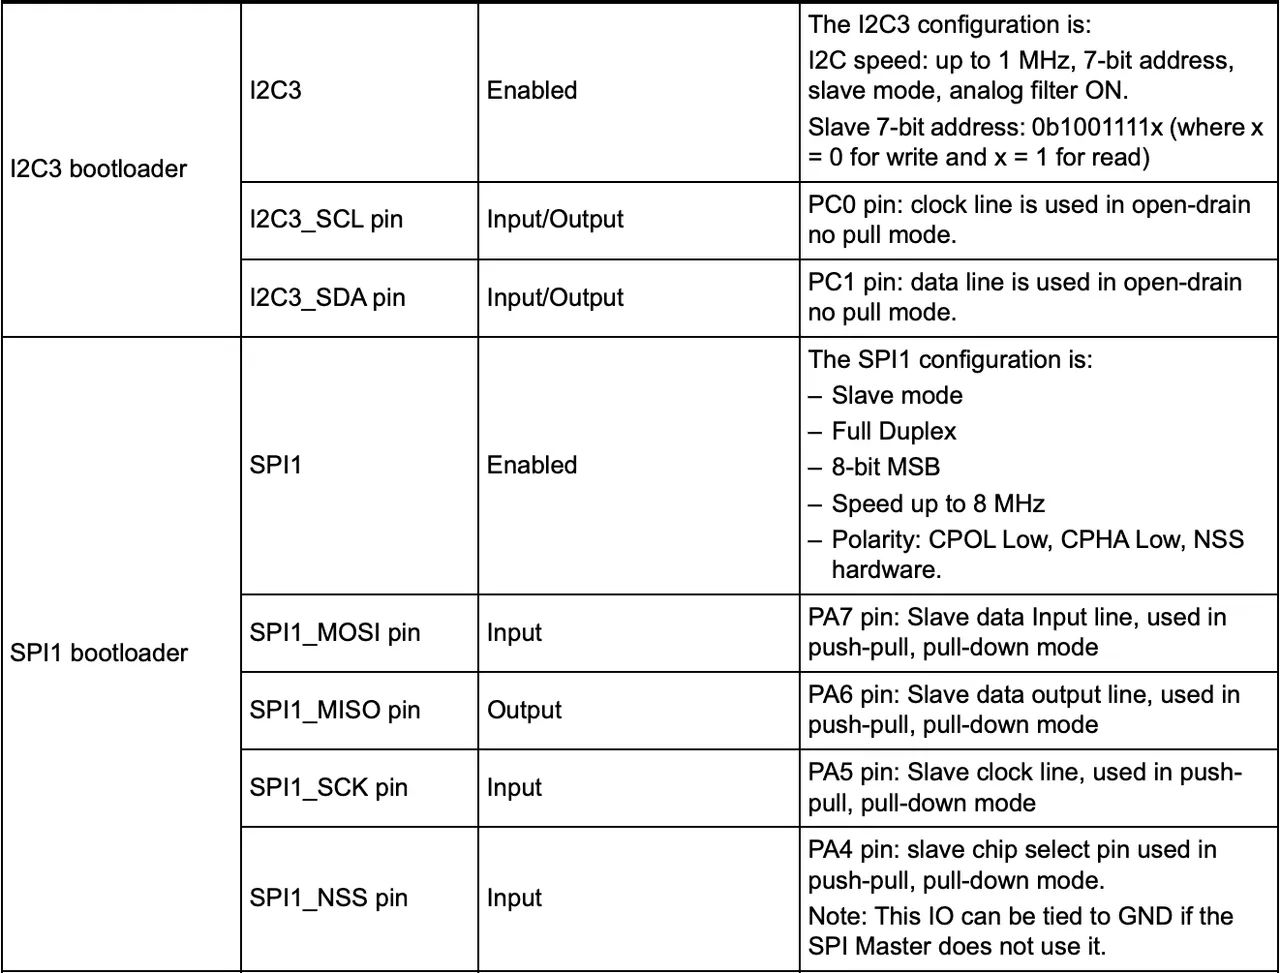 I2C3 bootloader
I2C3
Enabled
The I2C3 configuration is:
I2C speed: up to 1 MHz, 7-bit address,
slave mode, analog filter ON.
Slave 7-bit address: 0b1001111x (where x
= 0 for write and x = 1 for read)
I2C3_SCL pin
Input/Output
PC0 pin: clock line is used in open-drain
no pull mode.
I2C3_SDA pin
Input/Output
PC1 pin: data line is used in open-drain
no pull mode.
SPI1 bootloader
SPI1
Enabled
The SPI1 configuration is:
– Slave mode
– Full Duplex
– 8-bit MSB
– Speed up to 8 MHz
– Polarity: CPOL Low, CPHA Low, NSS
hardware.
SPI1_MOSI pin
Input
PA7 pin: Slave data Input line, used in
push-pull, pull-down mode
SPI1_MISO pin
Output
PA6 pin: Slave data output line, used in
push-pull, pull-down mode
SPI1_SCK pin
Input
PA5 pin: Slave clock line, used in push-
pull, pull-down mode
SPI1_NSS pin
Input
PA4 pin: slave chip select pin used in
push-pull, pull-down mode.
Note: This IO can be tied to GND if the
SPI Master does not use it.